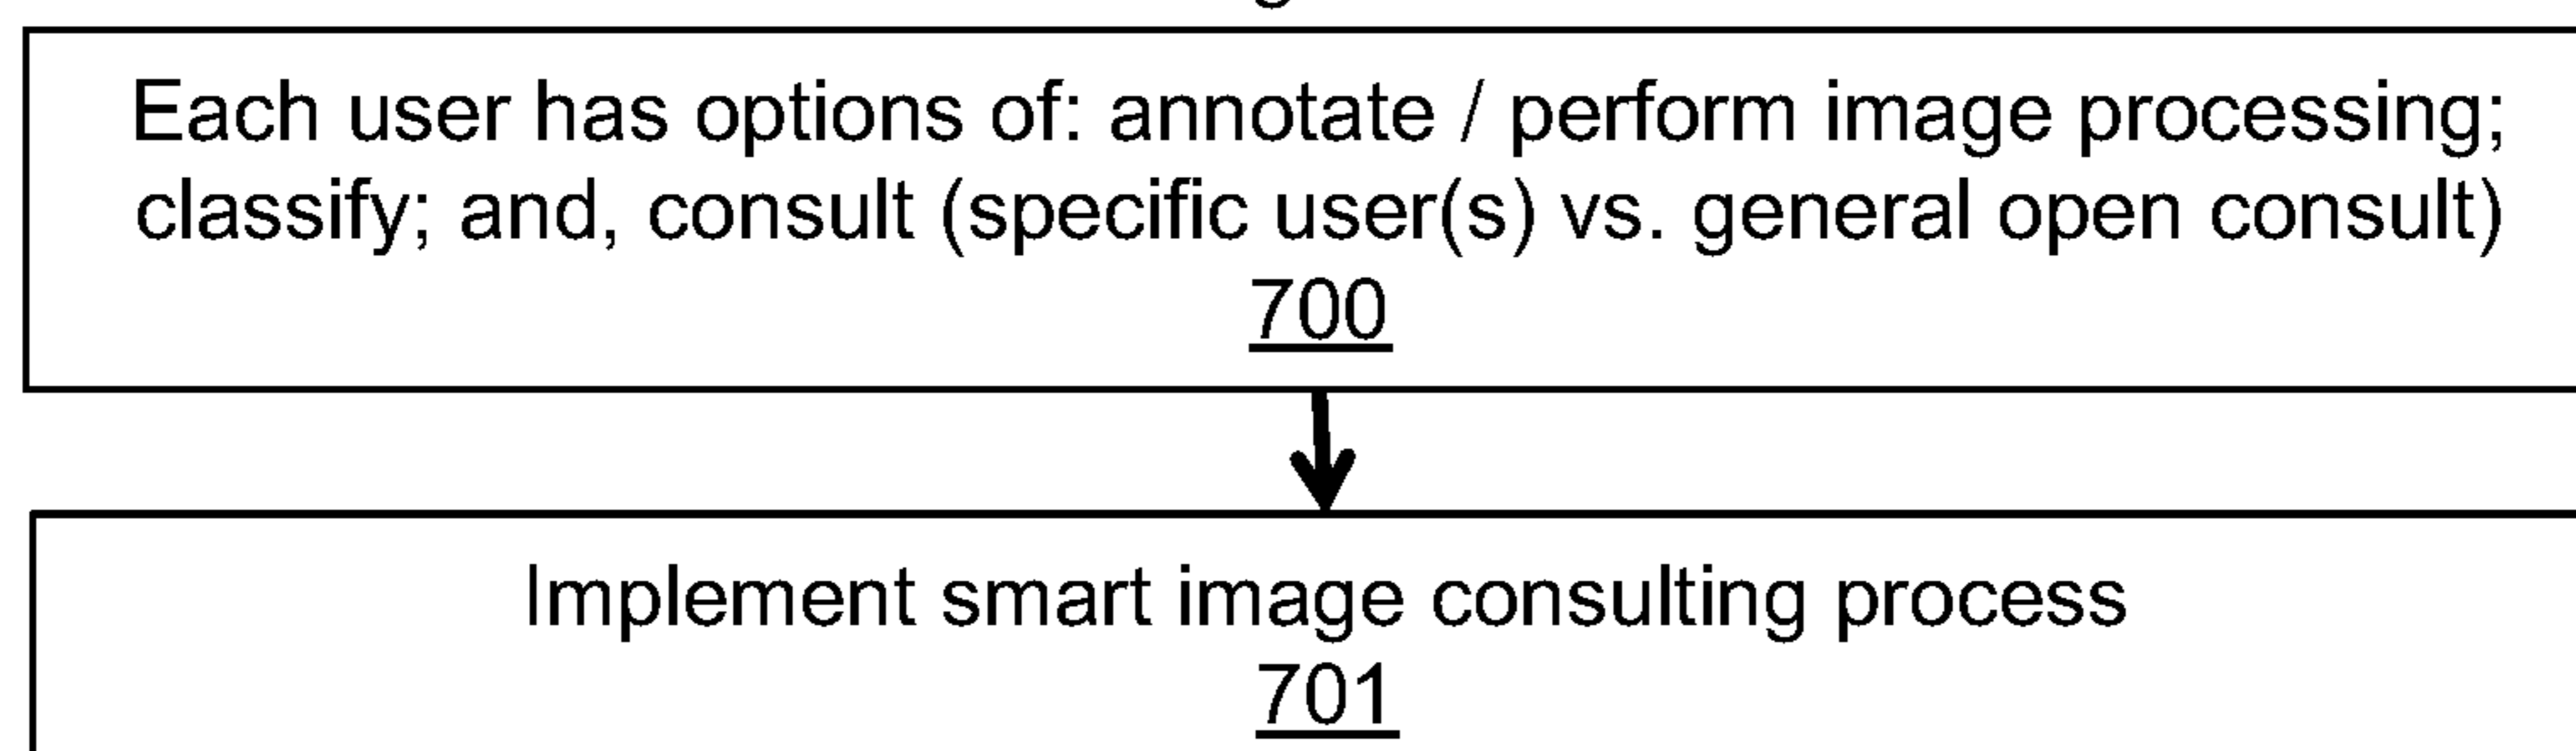 Each user has options of: annotate / perform image processing;
classify; and, consult (specific user(s) vs. general open consult)
700
Implement smart image consulting process
701